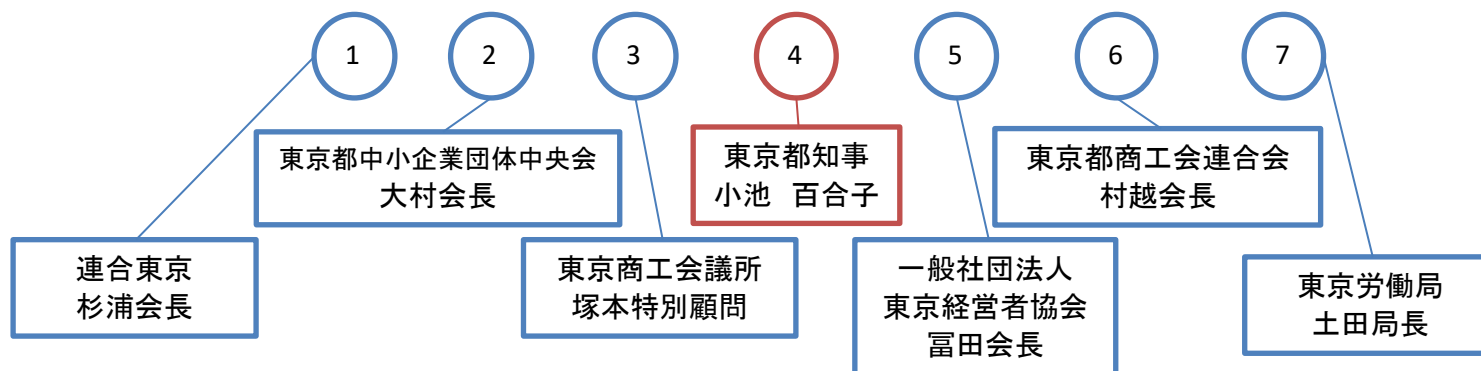 1
2
3
4
5
6
7
東京都中小企業団体中央会
大村会長
東京都知事
小池　百合子
東京都商工会連合会
村越会長
連合東京
杉浦会長
東京商工会議所
塚本特別顧問
一般社団法人
東京経営者協会
冨田会長
東京労働局
土田局長